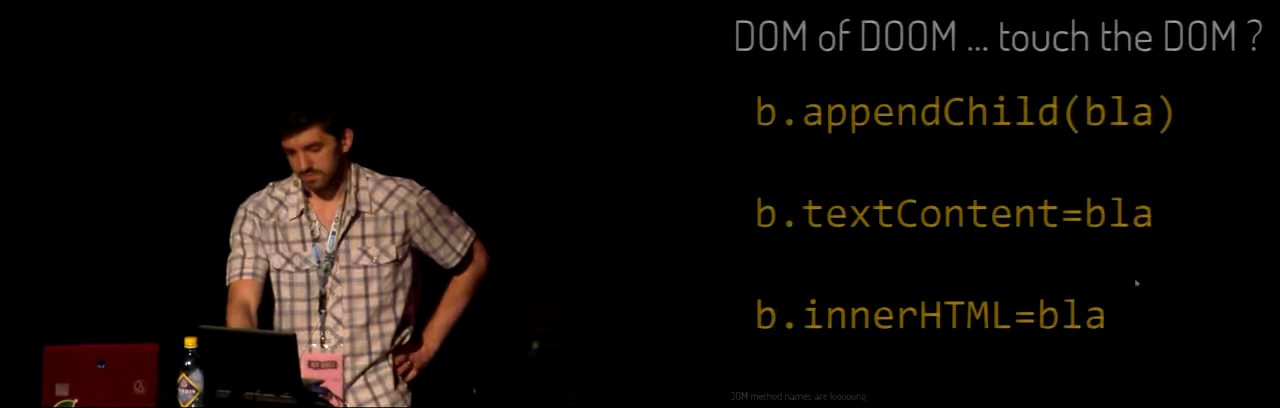 DOM of DOOM ... touch the DOM ?
b.appendChild(bla)
b.textContent=bla
b.innerHTML=bla
DOM method names are looooong